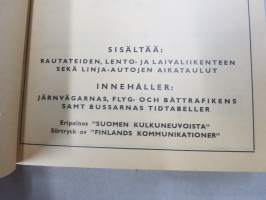 SISÄLTÄÄ:
RAUTATEIDEN, LENTO- JA LAIVALIIKENTEEN
SEKÄ LINJA-AUTOJEN AIKATAULUT
INNEHÅLLER:
JÄRNVÄGARNAS, FLYG- OCH BÅTTRAFIKENS
SAMT BUSSARNAS TIDTABELLER
Eripainos "SUOMEN KULKUNEUVOISTA"
Särtryck av "FINLANDS KOMMUNIKATIONER"